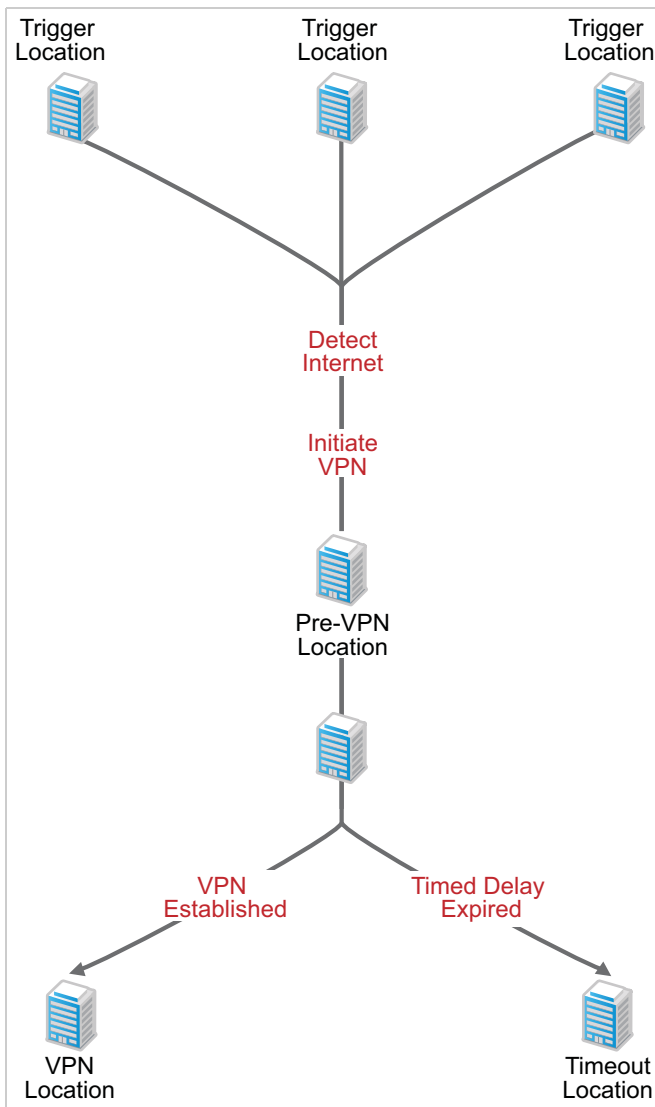 Trigger
Location
Trigger
Location
Trigger
Location
Detect
Internet
Initiate
VPN
Pre-VPN
Location
VPN
Established
Timed Delay
Expired
VPN
Location
Timeout
Location